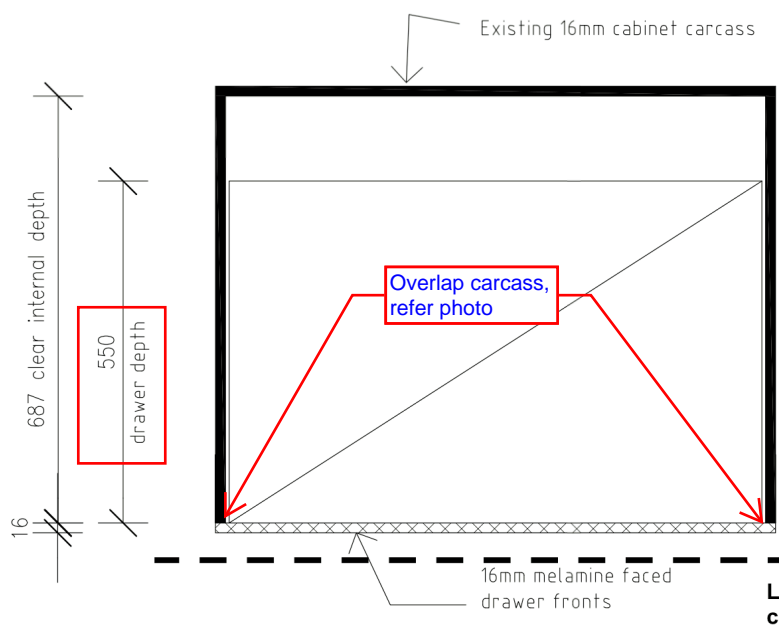 Existing 16mm cabinet carcass
687 clear internal depth
550
drawer depth
Overlap carcass,
refer photo
16
16mm melamine faced
drawer fronts
L
c